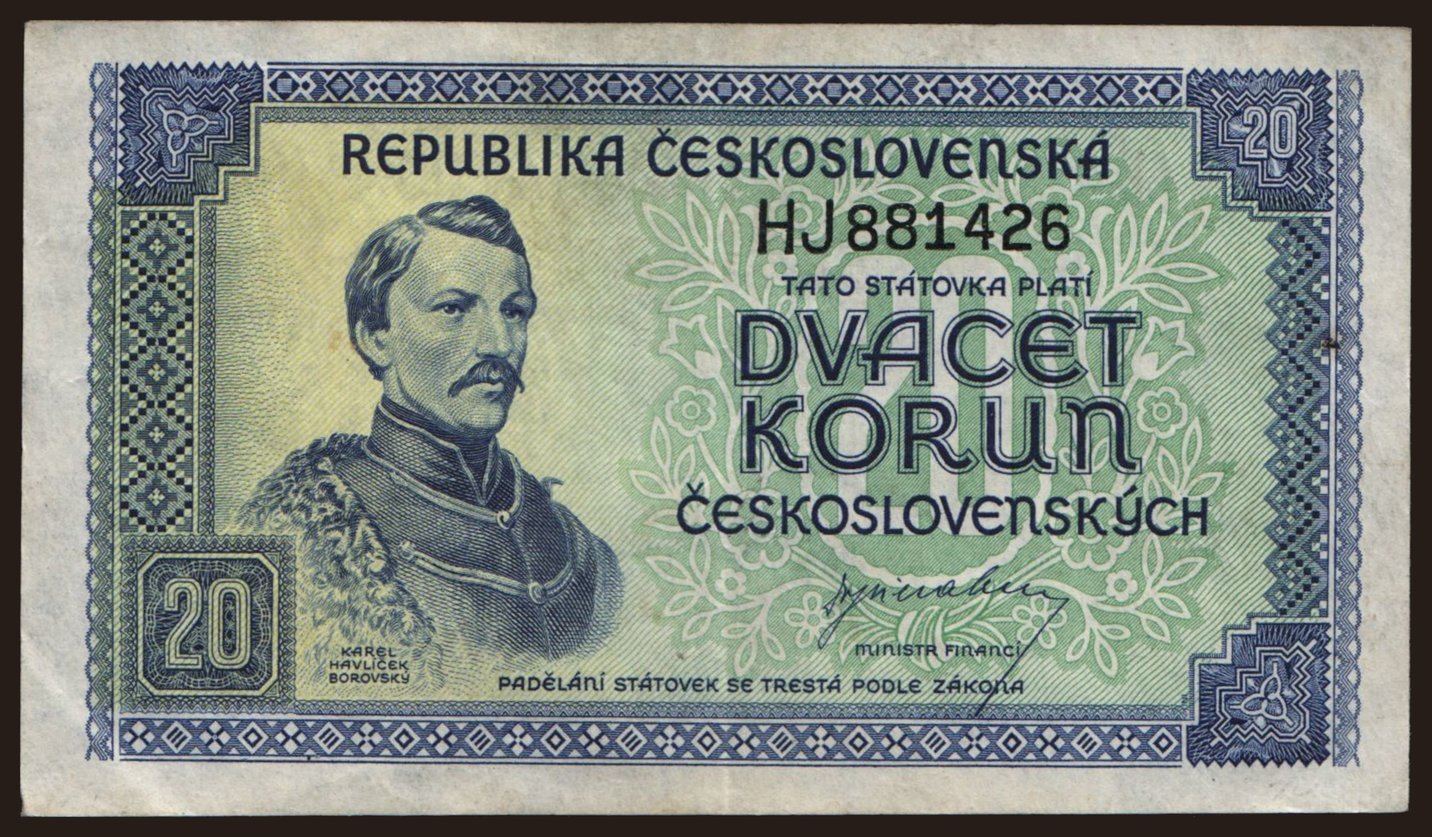 20
REPUBLIKA ČESKOSLOVENSKÁ
HJ881426
TATO STÁTOVKA PLATÍ
DVACET
KORUN
ČESKOSLOVENSKÝCH
20
MINISTR FINANCÍ
20
KAREL
HAVLÍČEK
BOROVSKÝ
PADĚLÁNÍ STÁTOVEK SE TRESTÁ PODLE ZÁKONA